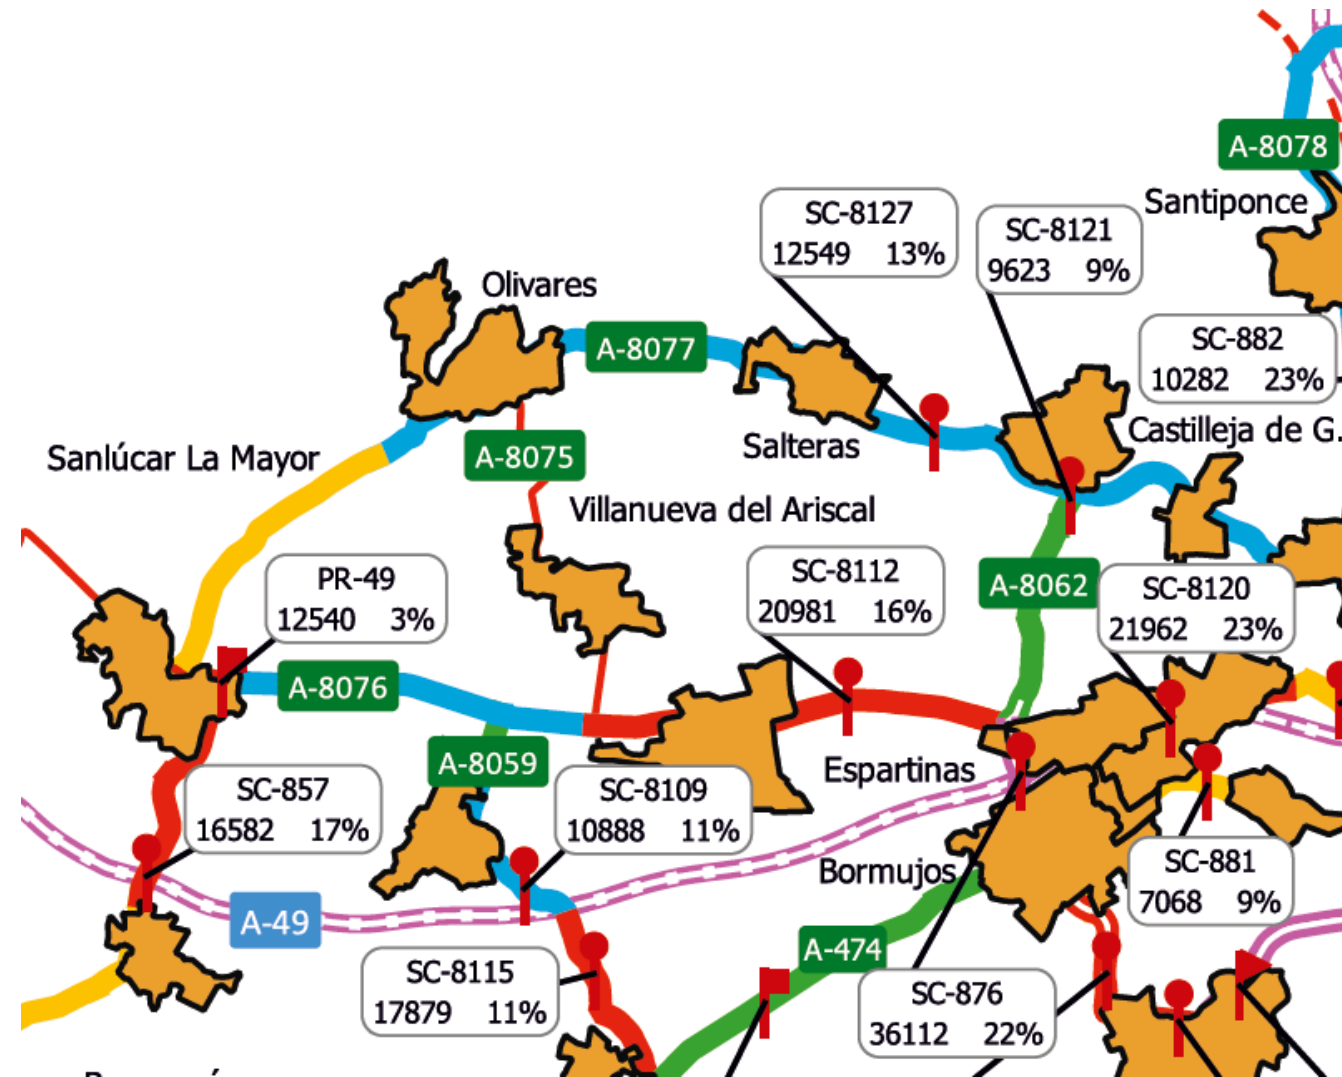 A-8078
Santiponce
SC-8127
12549 13%
SC-8121
9623 9%
Olivares
A-8077
SC-882
10282 23%
Salteras
Castilleja de G.
Sanlúcar La Mayor
A-8075
Villanueva del Ariscal
PR-49
12540 3%
SC-8112
20981 16%
A-8062
SC-8120
21962 23%
A-8076
A-8059
Espartinas
SC-857
16582 17%
SC-8109
10888 11%
Bormujos
SC-881
7068 9%
A-49
A-474
SC-8115
17879 11%
SC-876
36112 22%